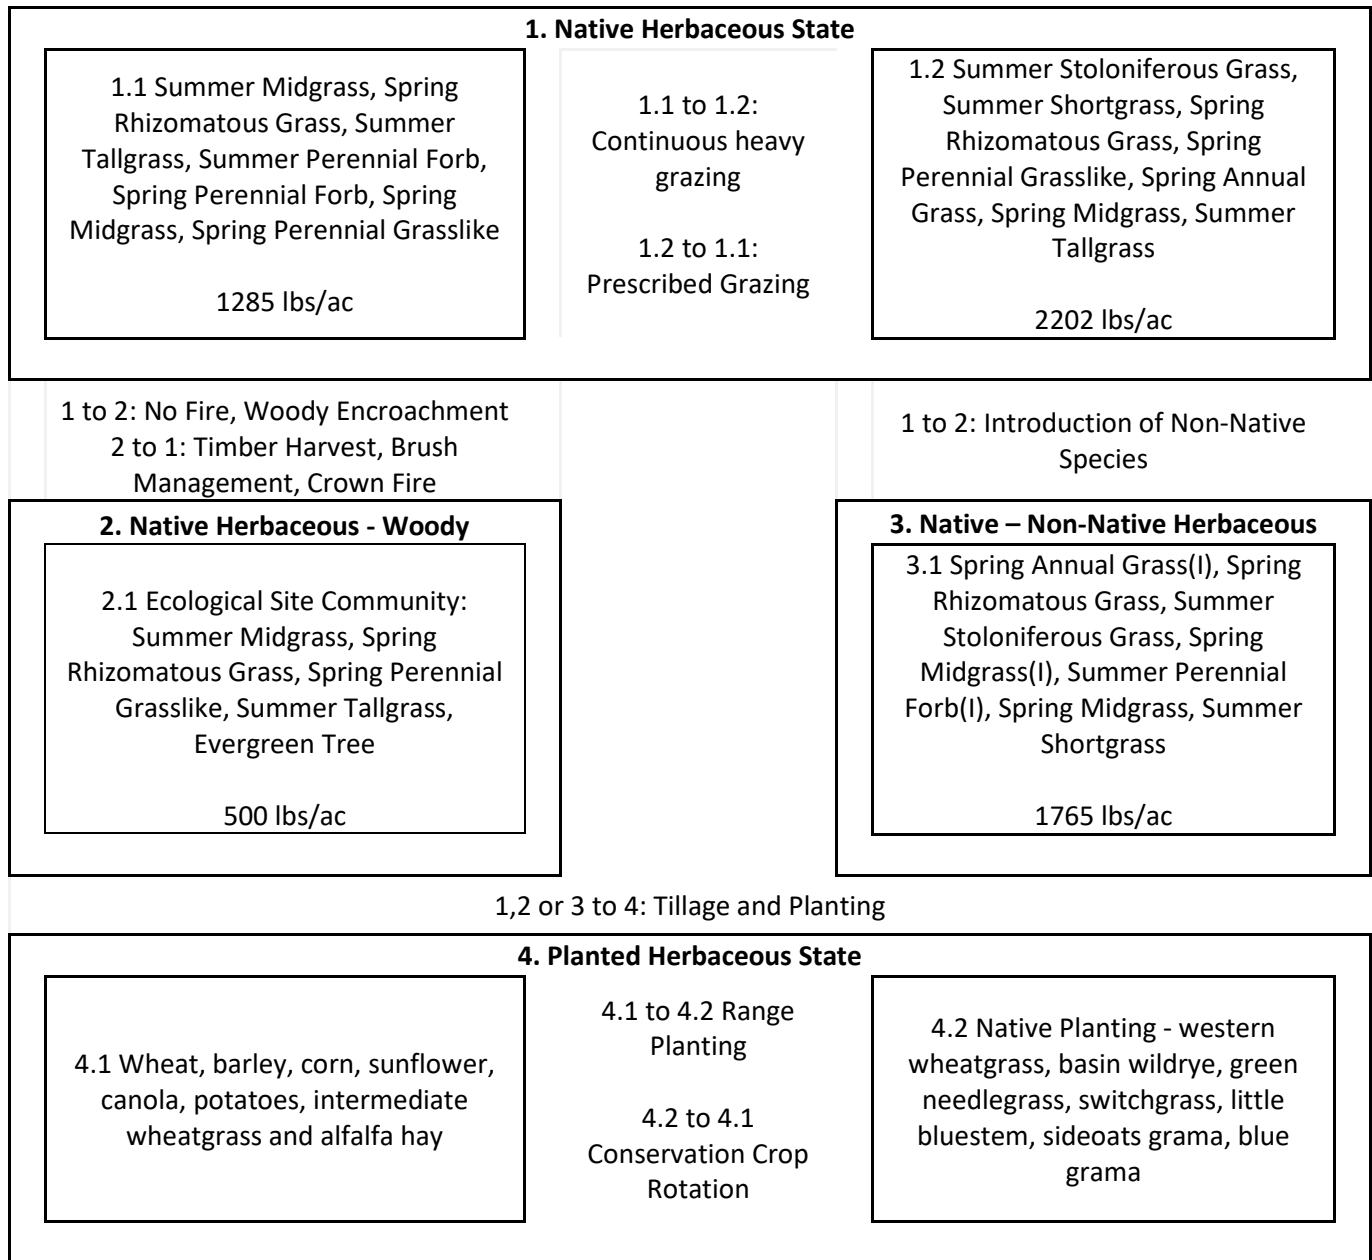 1. Native Herbaceous State
1.1 Summer Midgrass, Spring
Rhizomatous Grass, Summer
Tallgrass, Summer Perennial Forb,
Spring Perennial Forb, Spring
Midgrass, Spring Perennial Grasslike
1285 lbs/ac
1.1 to 1.2:
Continuous heavy
grazing
1.2 to 1.1:
Prescribed Grazing
1.2 Summer Stoloniferous Grass,
Summer Shortgrass, Spring
Rhizomatous Grass, Spring
Perennial Grasslike, Spring Annual
Grass, Spring Midgrass, Summer
Tallgrass
2202 lbs/ac
1 to 2: No Fire, Woody Encroachment
2 to 1: Timber Harvest, Brush
Management, Crown Fire
1 to 2: Introduction of Non-Native
Species
2. Native Herbaceous - Woody
2.1 Ecological Site Community:
Summer Midgrass, Spring
Rhizomatous Grass, Spring Perennial
Grasslike, Summer Tallgrass,
Evergreen Tree
500 lbs/ac
3. Native – Non-Native Herbaceous
3.1 Spring Annual Grass(I), Spring
Rhizomatous Grass, Summer
Stoloniferous Grass, Spring
Midgrass(I), Summer Perennial
Forb(I), Spring Midgrass, Summer
Shortgrass
1765 lbs/ac
1,2 or 3 to 4: Tillage and Planting
4. Planted Herbaceous State
4.1 Wheat, barley, corn, sunflower,
canola, potatoes, intermediate
wheatgrass and alfalfa hay
4.1 to 4.2 Range
Planting
4.2 to 4.1
Conservation Crop
Rotation
4.2 Native Planting - western
wheatgrass, basin wildrye, green
needlegrass, switchgrass, little
bluestem, sideoats grama, blue
grama